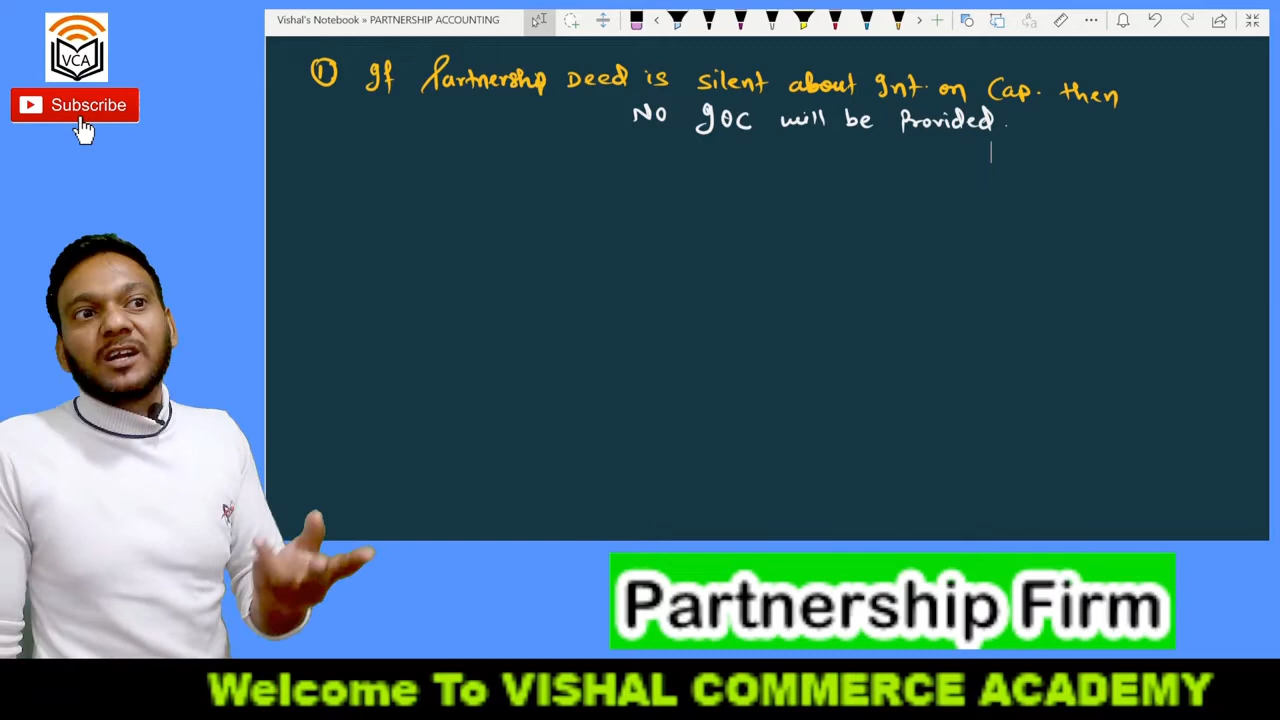 Vishal's Notebook » PARTNERSHIP ACCOUNTING
VCA
Subscribe
① If Partnership Deed is silent about Int. on Cap. then
No IOC will be Provided.
Partnership Firm
Welcome To VISHAL COMMERCE ACADEMY